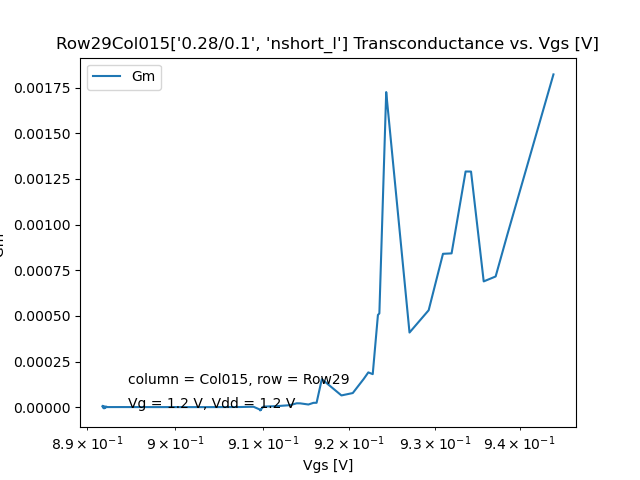 Row29Col015['0.28/0.1', 'nshort_l'] Transconductance vs. Vgs [V]
Gm
0.00175
0.00150
0.00125
0.00100
0.00075
0.00050
0.00025
0.00000
Gm
column = Col015, row = Row29
Vg = 1.2 V, Vdd = 1.2 V
8.9 × 10⁻¹ 9 × 10⁻¹ 9.1 × 10⁻¹ 9.2 × 10⁻¹ 9.3 × 10⁻¹ 9.4 × 10⁻¹
Vgs [V]